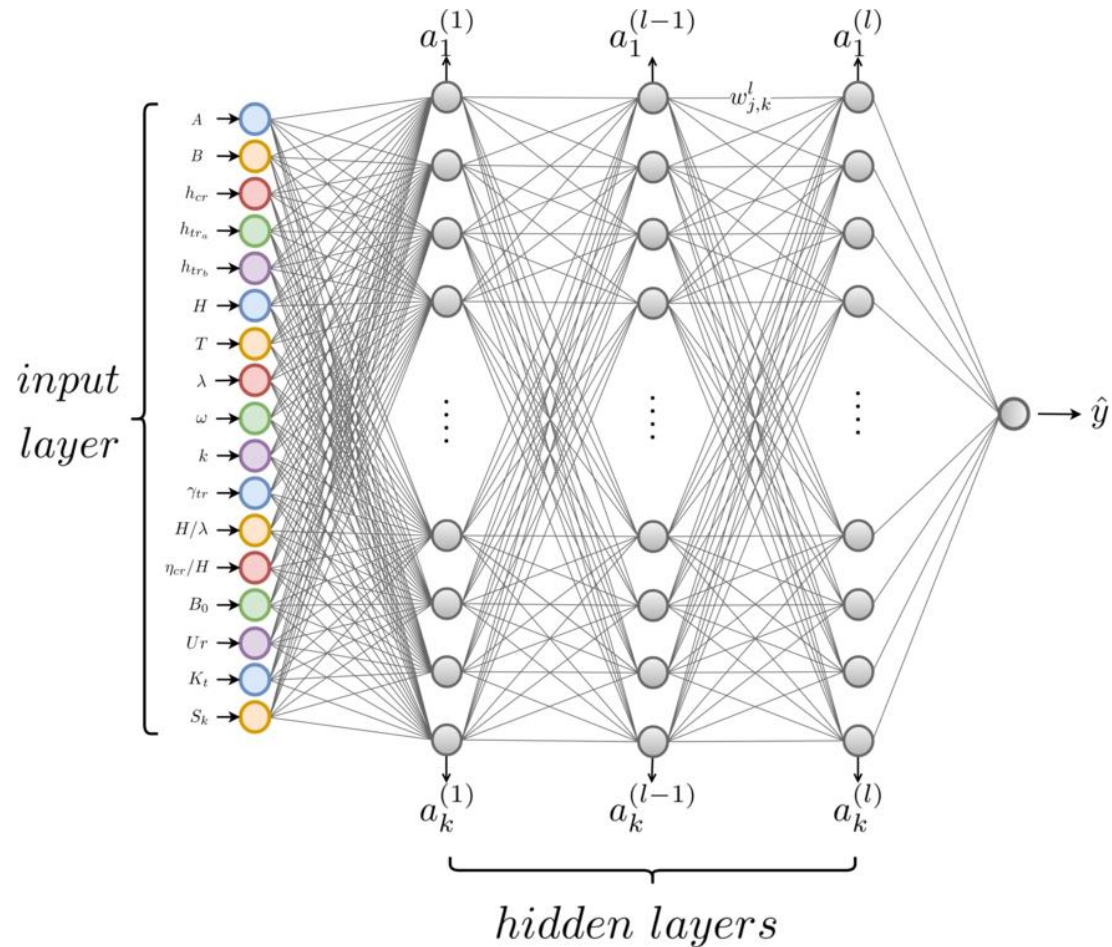 a_1^{(1)} a_1^{(l-1)} a_1^{(l)}
w_{j,k}^l
A
B
h_{cr}
h_{tr_a}
h_{tr_b}
H
T
λ
ω
k
γ_{tr}
H/λ
η_{cr}/H
B_0
Ur
K_t
S_k
input
layer
ŷ
a_k^{(1)} a_k^{(l-1)} a_k^{(l)}
hidden layers